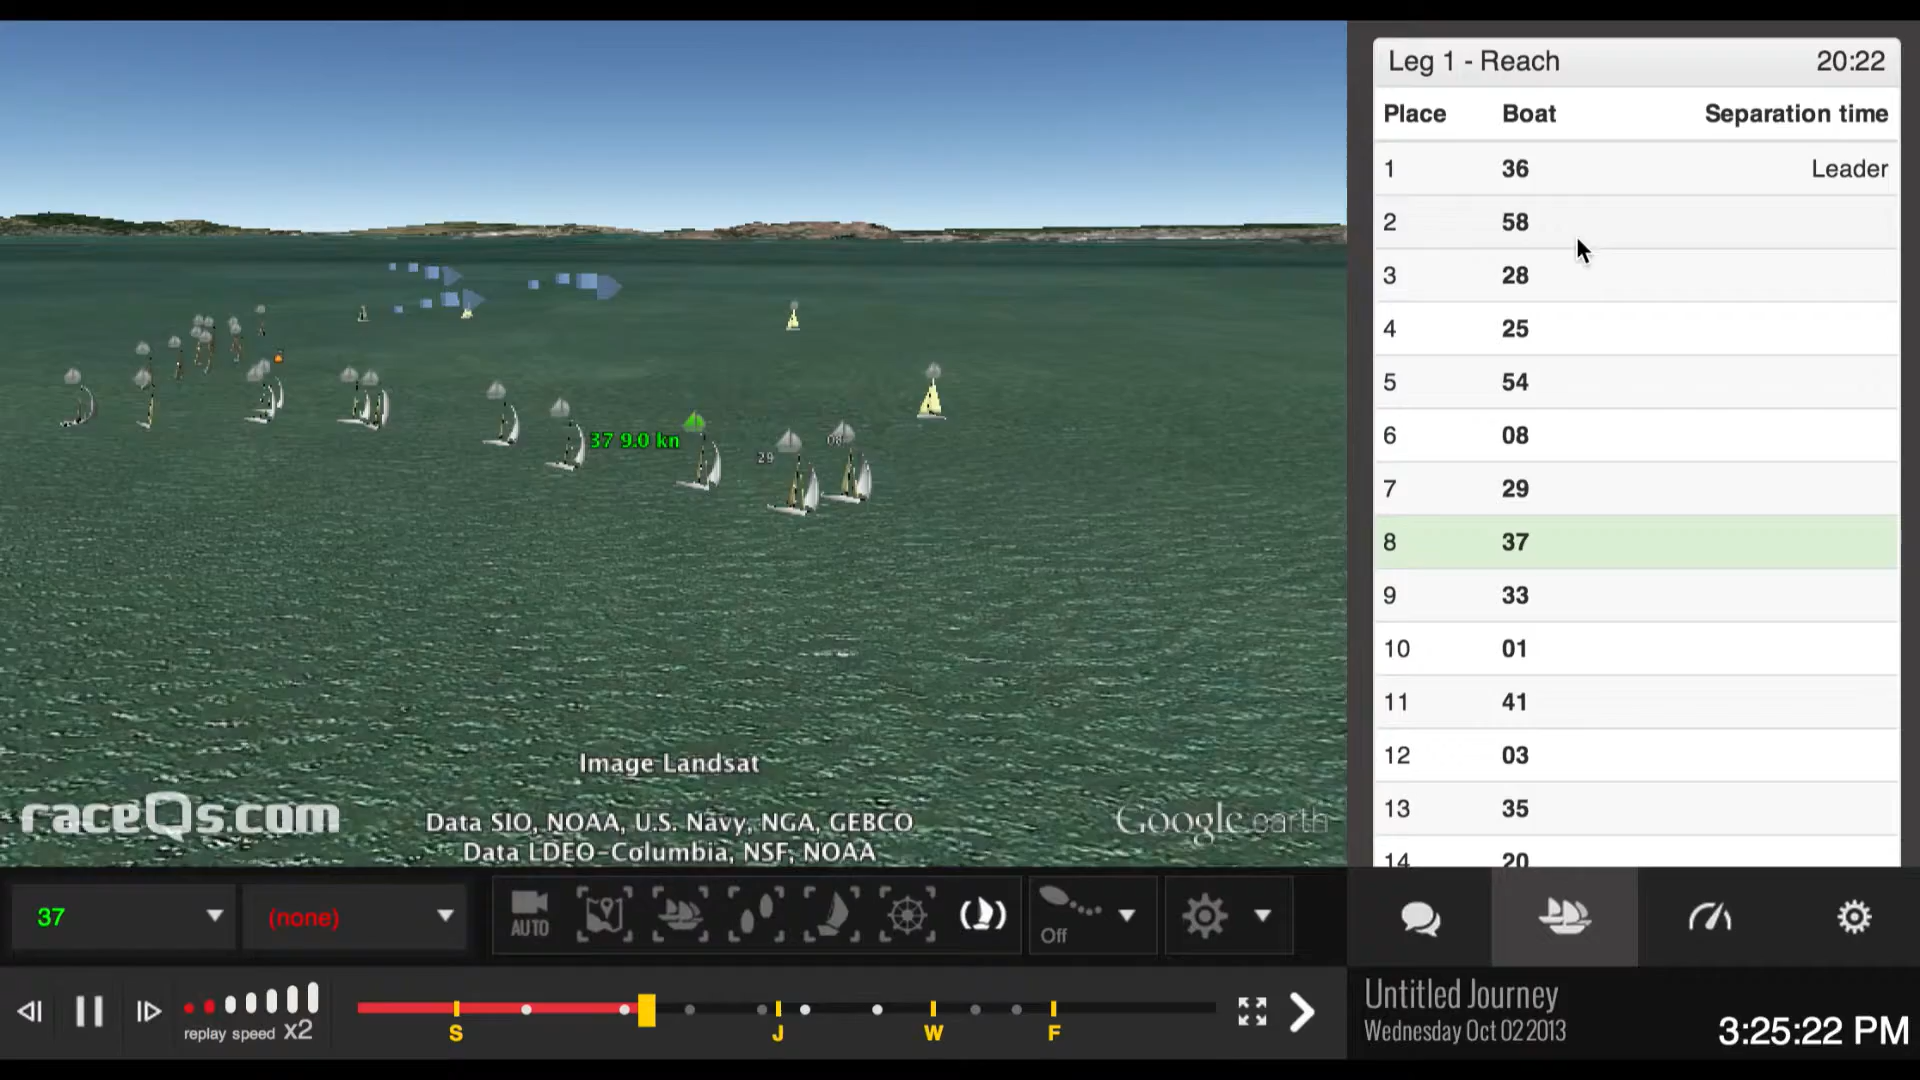 Leg 1 - Reach 20:22
Place Boat Separation time
1 36 Leader
2 58
3 28
4 25
5 54
6 08
7 29
8 37
9 33
10 01
11 41
12 03
13 35
14 20
37 9.0 kn
08
29
Image Landsat
raceQs.com
Data SIO, NOAA, U.S. Navy, NGA, GEBCO
Data LDEO-Columbia, NSF, NOAA
Google earth
37
(none)
AUTO
Off
replay speed x2
S J W F
Untitled Journey
Wednesday Oct 02 2013
3:25:22 PM